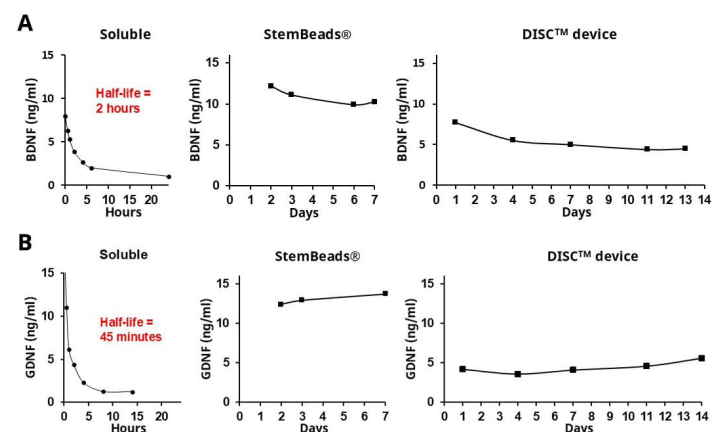 A
Soluble
StemBeads®
DISC™ device
BDNF (ng/ml)
15
10
5
0
Half-life =
2 hours
0 5 10 15 20
Hours
BDNF (ng/ml)
15
10
5
0
0 1 2 3 4 5 6 7
Days
BDNF (ng/ml)
15
10
5
0
0 1 2 3 4 5 6 7 8 9 10 11 12 13 14
Days
B
Soluble
StemBeads®
DISC™ device
GDNF (ng/ml)
15
10
5
0
Half-life =
45 minutes
0 5 10 15 20
Hours
GDNF (ng/ml)
15
10
5
0
0 1 2 3 4 5 6 7
Days
GDNF (ng/ml)
15
10
5
0
0 1 2 3 4 5 6 7 8 9 10 11 12 13 14
Days